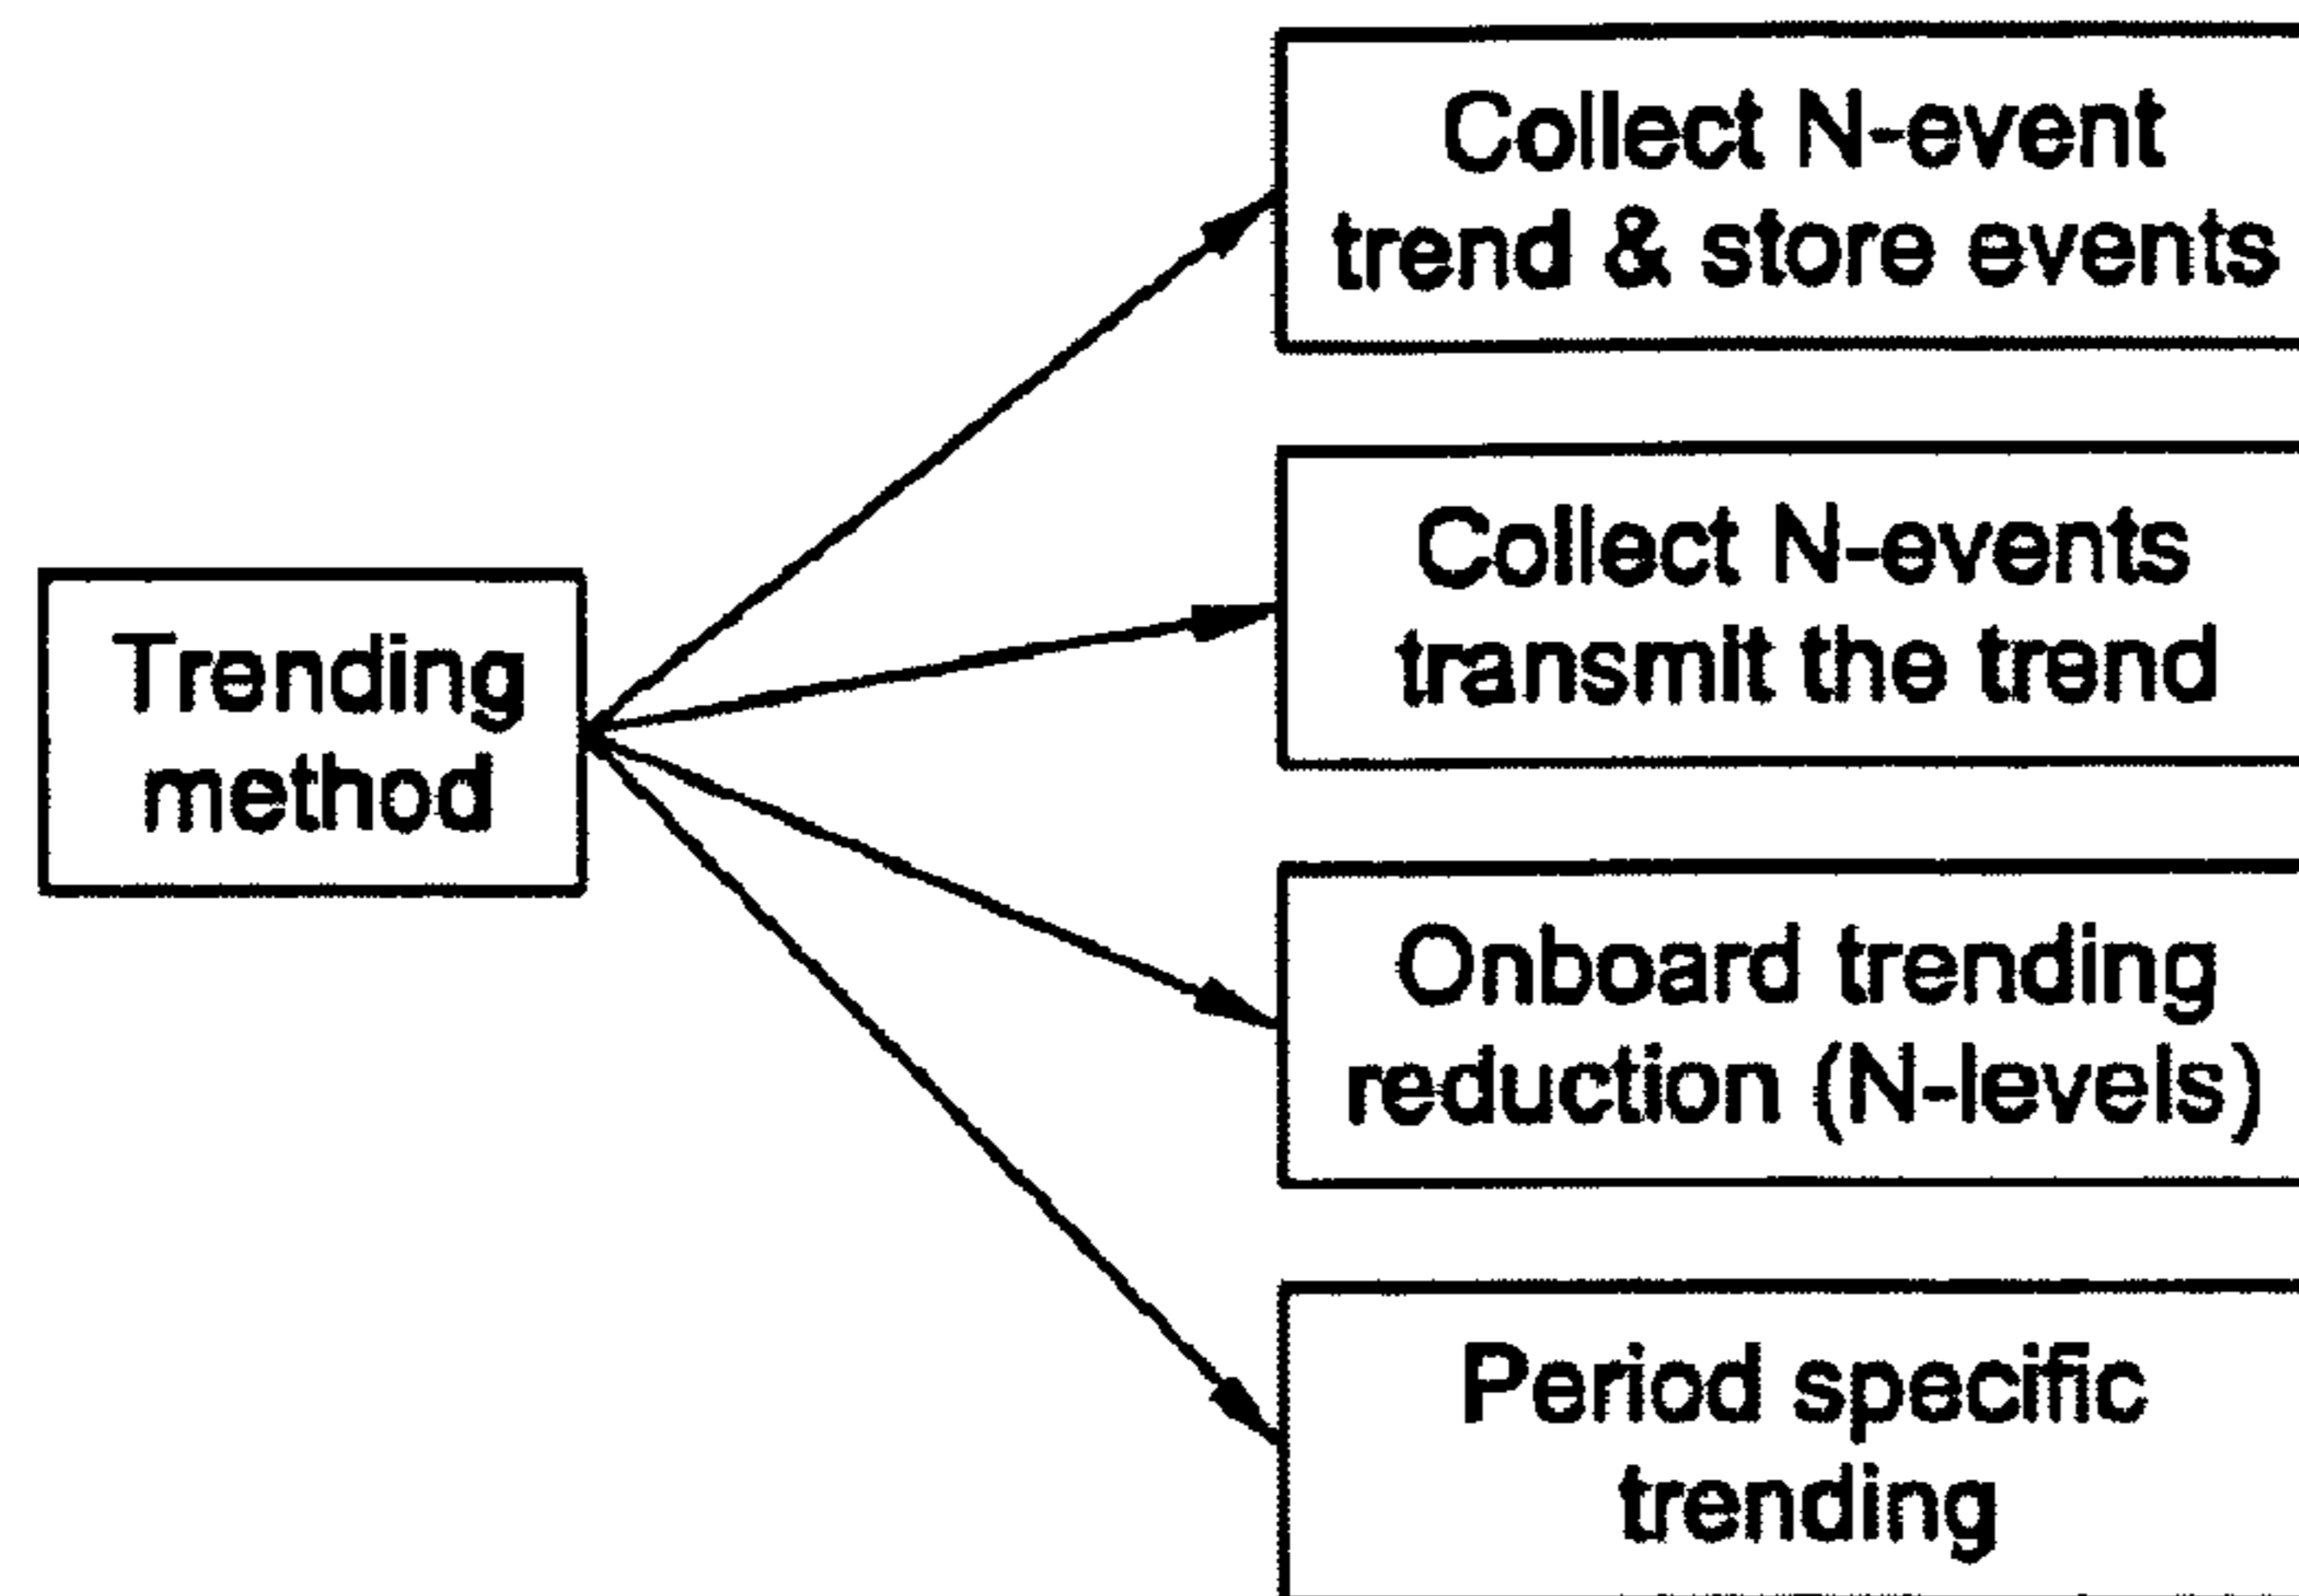 Trending
method
Collect N-event
trend & store events
Collect N-events
transmit the trend
Onboard trending
reduction (N-levels)
Period specific
trending